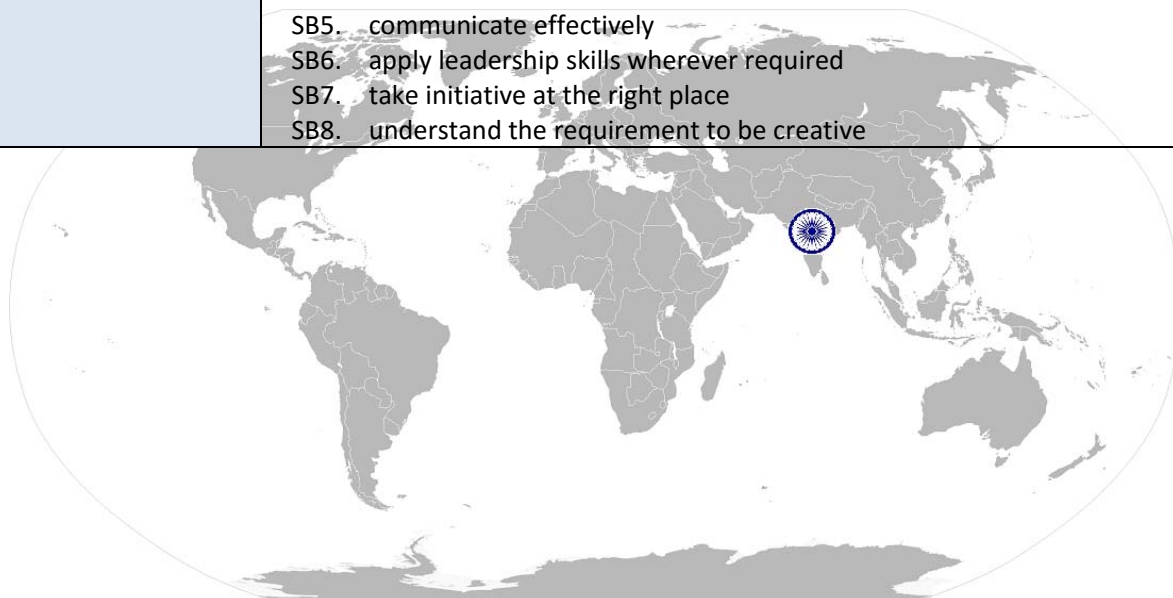 SB5. communicate effectively
SB6. apply leadership skills wherever required
SB7. take initiative at the right place
SB8. understand the requirement to be creative